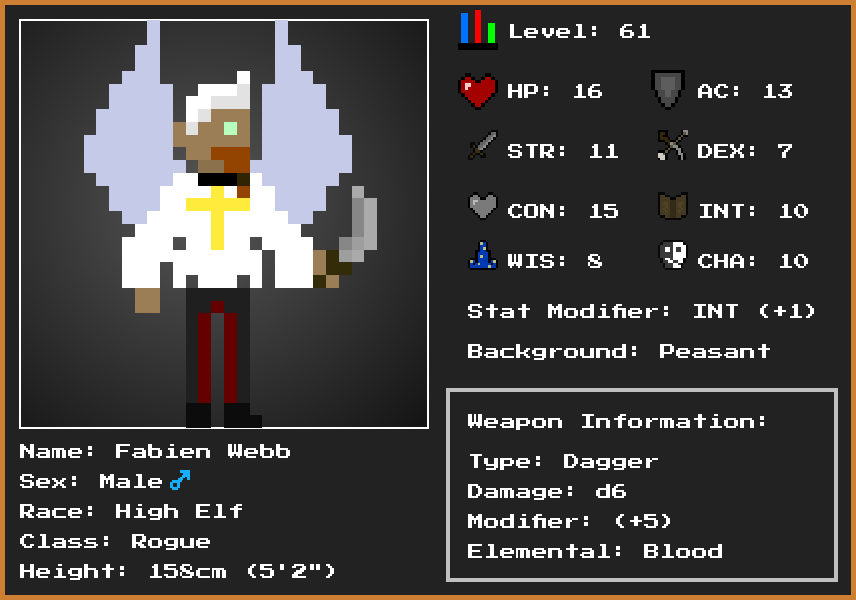 Level: 61
HP: 16 AC: 13
STR: 11 DEX: 7
CON: 15 INT: 10
WIS: 8 CHA: 10
Stat Modifier: INT (+1)
Background: Peasant
Weapon Information:
Type: Dagger
Damage: d6
Modifier: (+5)
Elemental: Blood
Name: Fabien Webb
Sex: Male♂
Race: High Elf
Class: Rogue
Height: 158cm (5'2")